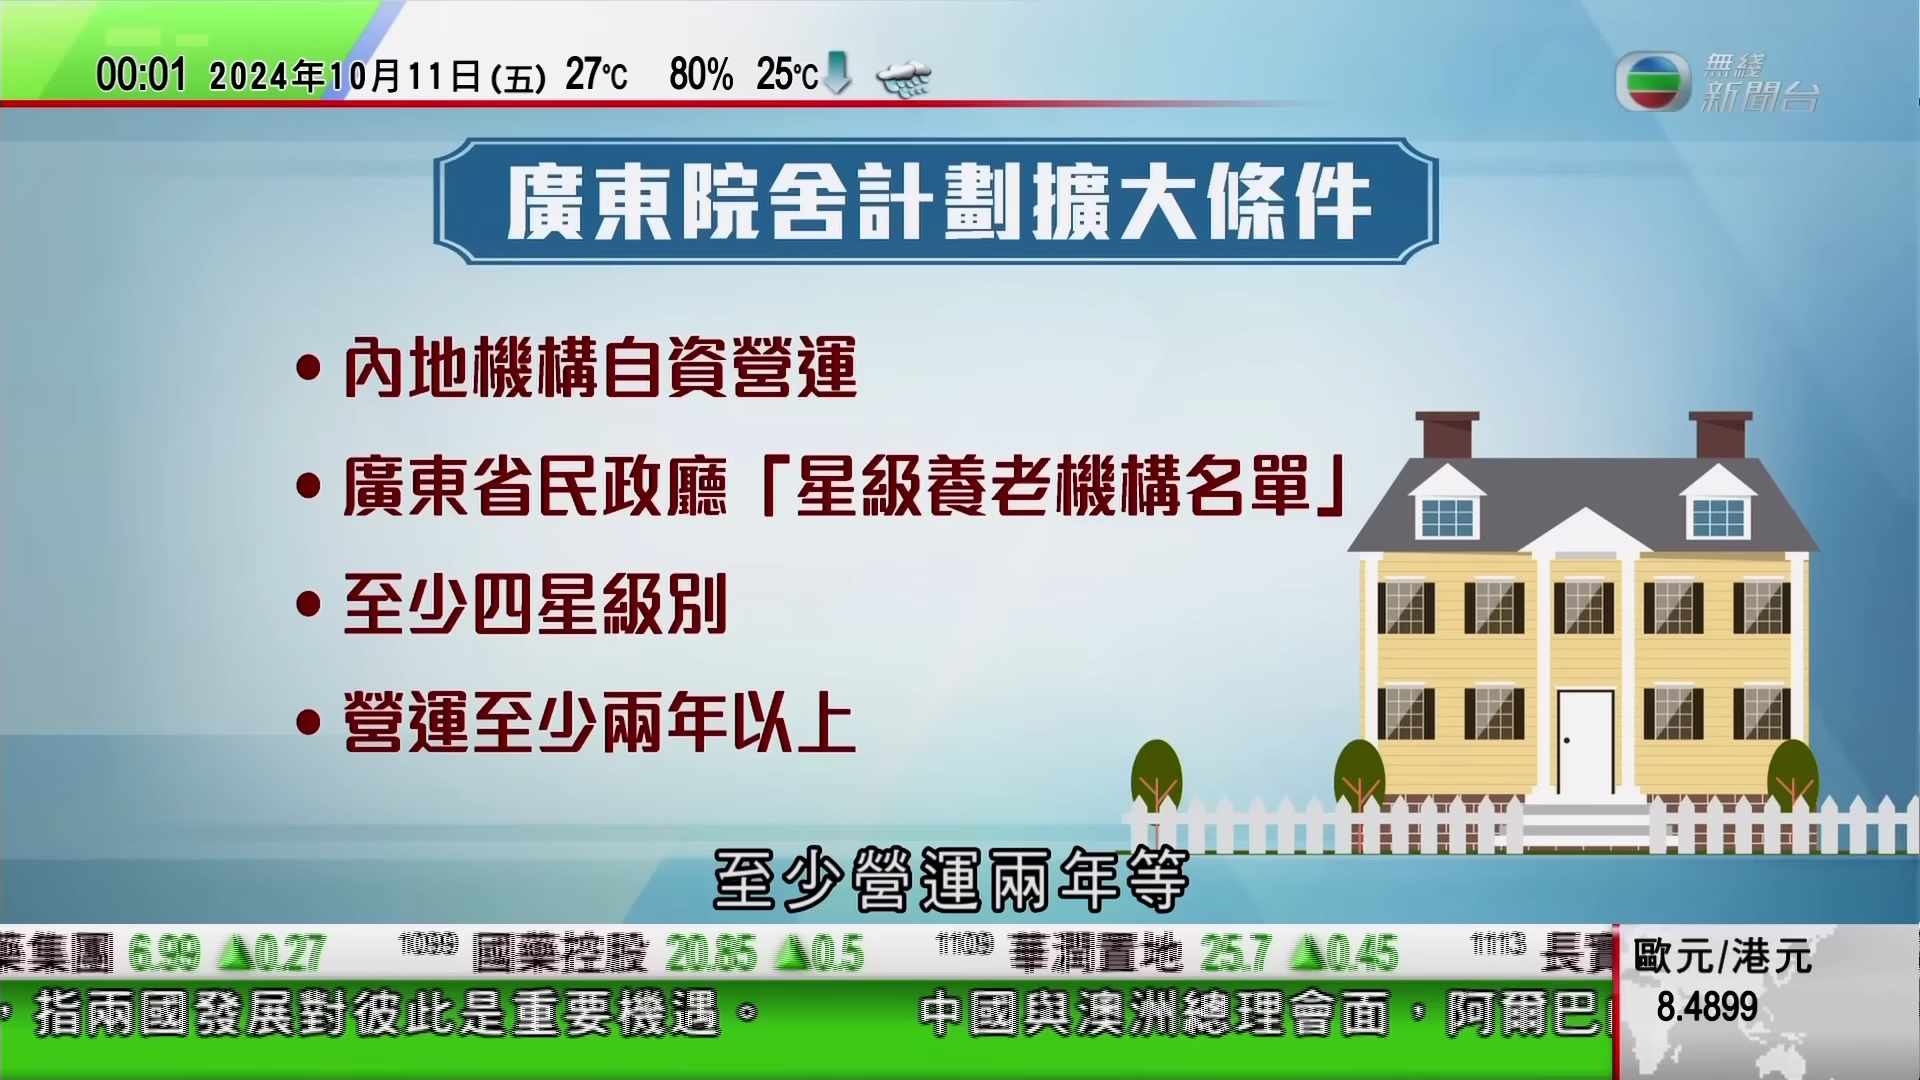 00:01 2024年10月11日(五) 27℃ 80% 25℃
無綫
新聞台
廣東院舍計劃擴大條件
•內地機構自資營運
•廣東省民政廳「星級養老機構名單」
•至少四星級別
•營運至少兩年以上
至少營運兩年等
藥集團 6.99 ▲0.27 1099 國藥控股 20.85 ▲0.5 1109 華潤置地 25.7 ▲0.45 1113 長實
歐元/港元
8.4899
，指兩國發展對彼此是重要機遇。 中國與澳洲總理會面，阿爾巴